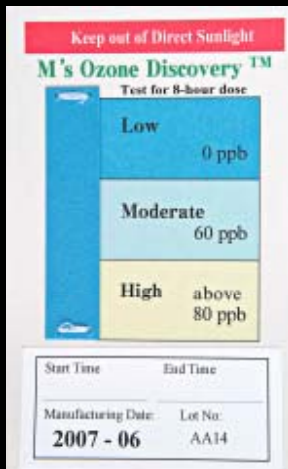 Keep out of Direct Sunlight
M's Ozone Discovery ™
Test for 8-hour dose
Low
0 ppb
Moderate
60 ppb
High above
80 ppb
Start Time End Time
Manufacturing Date: Lot No:
2007 - 06 AA14